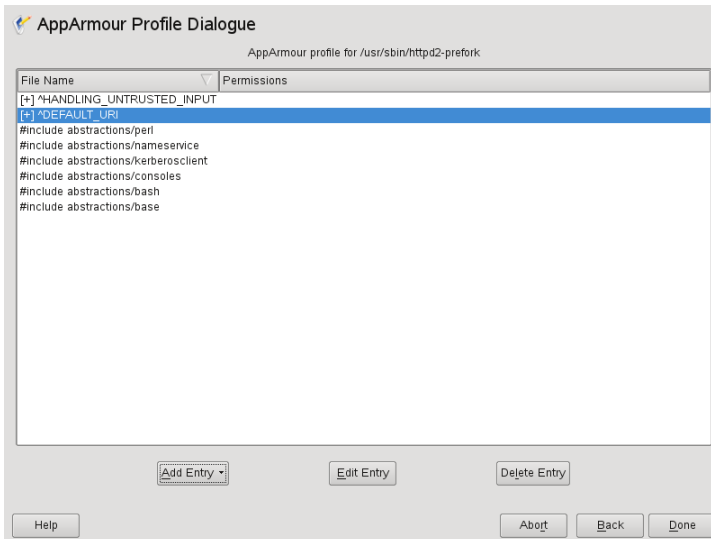 AppArmour Profile Dialogue
AppArmour profile for /usr/sbin/httpd2-prefork
File Name Permissions
[+] ^HANDLING_UNTRUSTED_INPUT
[+] ^DEFAULT_URI
#include abstractions/perl
#include abstractions/nameservice
#include abstractions/kerberosclient
#include abstractions/consoles
#include abstractions/bash
#include abstractions/base
Add Entry Edit Entry Delete Entry
Help Abort Back Done